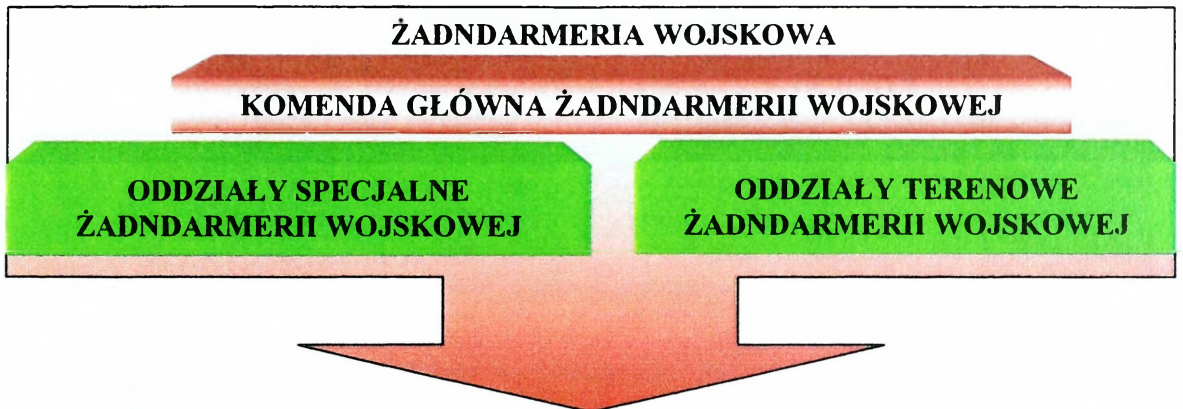 ŻADNDARMERIA WOJSKOWA
KOMENDA GŁÓWNA ŻADNDARMERII WOJSKOWEJ
ODDZIAŁY SPECJALNE
ŻADNDARMERII WOJSKOWEJ
ODDZIAŁY TERENOWE
ŻADNDARMERII WOJSKOWEJ